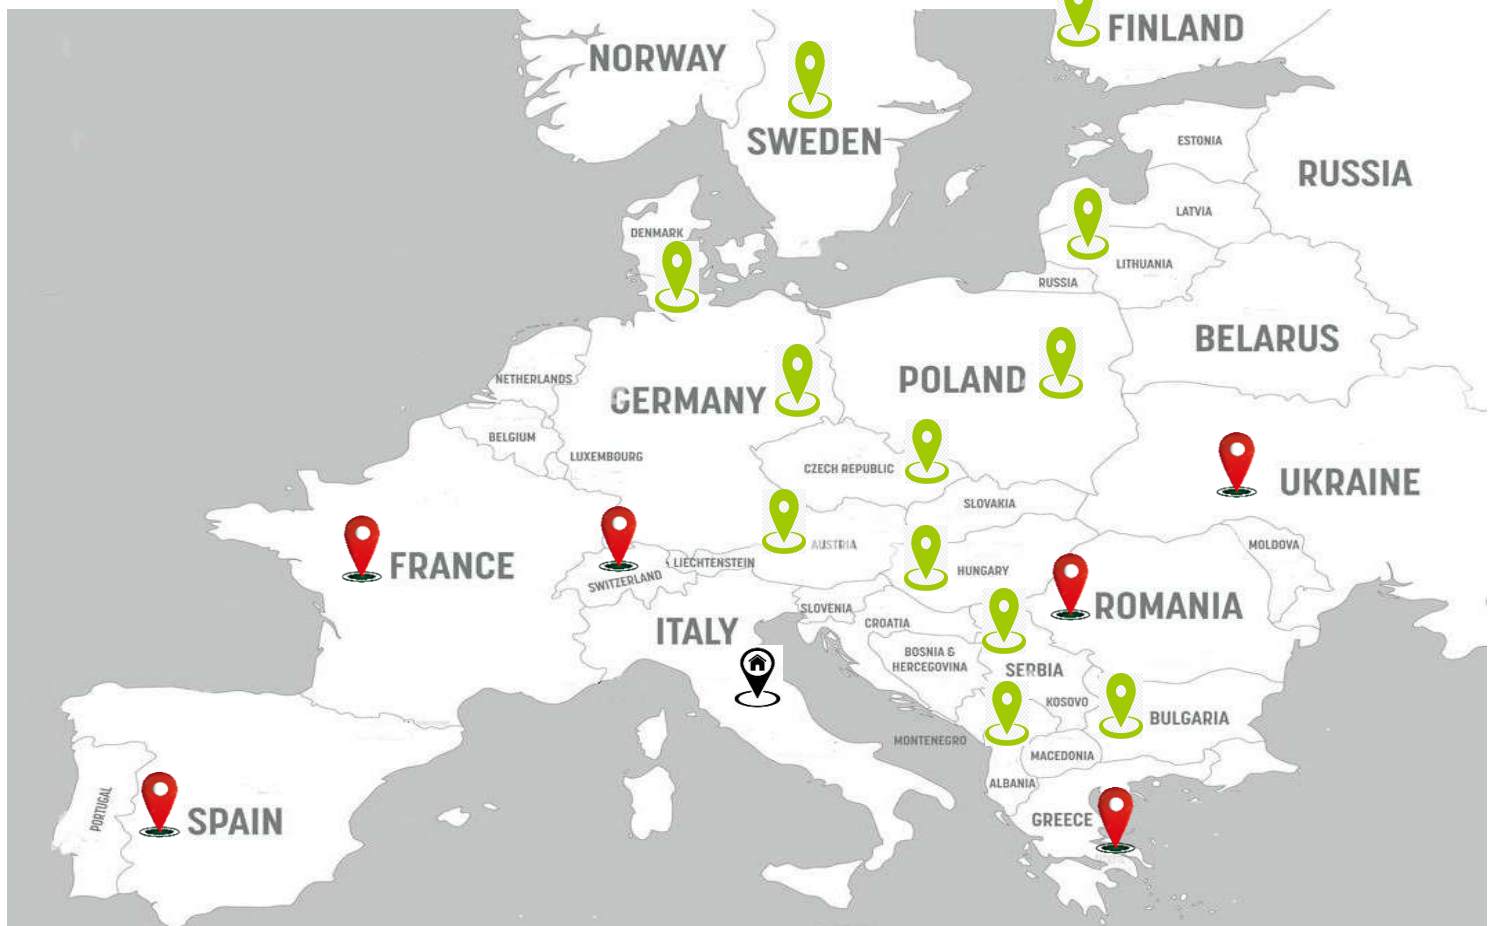 FINLAND
NORWAY
SWEDEN
ESTONIA
RUSSIA
LATVIA
DENMARK
LITHUANIA
RUSSIA
BELARUS
NETHERLANDS
POLAND
GERMANY
BELGIUM
LUXEMBOURG
CZECH REPUBLIC
UKRAINE
SLOVAKIA
AUSTRIA
MOLDOVA
FRANCE
LIECHTENSTEIN
HUNGARY
SWITZERLAND
SLOVENIA
ROMANIA
CROATIA
ITALY
BOSNIA &
HERCEGOVINA
SERBIA
KOSOVO
BULGARIA
MONTENEGRO
MACEDONIA
ALBANIA
PORTUGAL
SPAIN
GREECE